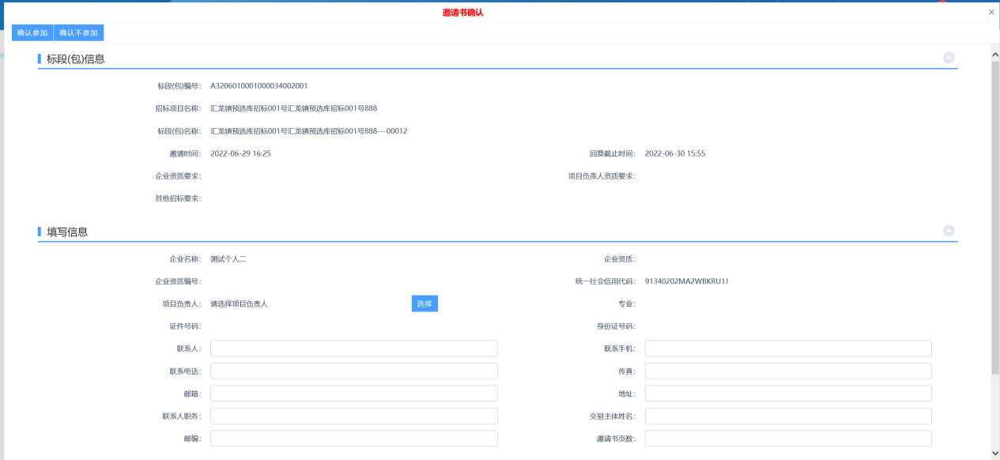 邀请书确认
×
确认参加 确认不参加
标段(包)信息
标段(包)编号: A3206010001000034002001
招标项目名称: 汇龙镇预选库招标001号汇龙镇预选库招标001号888
标段(包)名称: 汇龙镇预选库招标001号汇龙镇预选库招标001号888---00012
邀请时间: 2022-06-29 16:25 回复截止时间: 2022-06-30 15:55
企业资质要求: 项目负责人资质要求:
其他招标要求:
填写信息
企业名称: 测试个人二 企业资质:
企业资质编号: 统一社会信用代码: 91340202MA2WBKRU1J
项目负责人: 请选择项目负责人 选择 专业:
证件号码: 身份证号码:
联系人: 联系手机:
联系电话: 传真:
邮箱: 地址:
联系人职务: 交易主体姓名:
邮编: 邀请书页数: